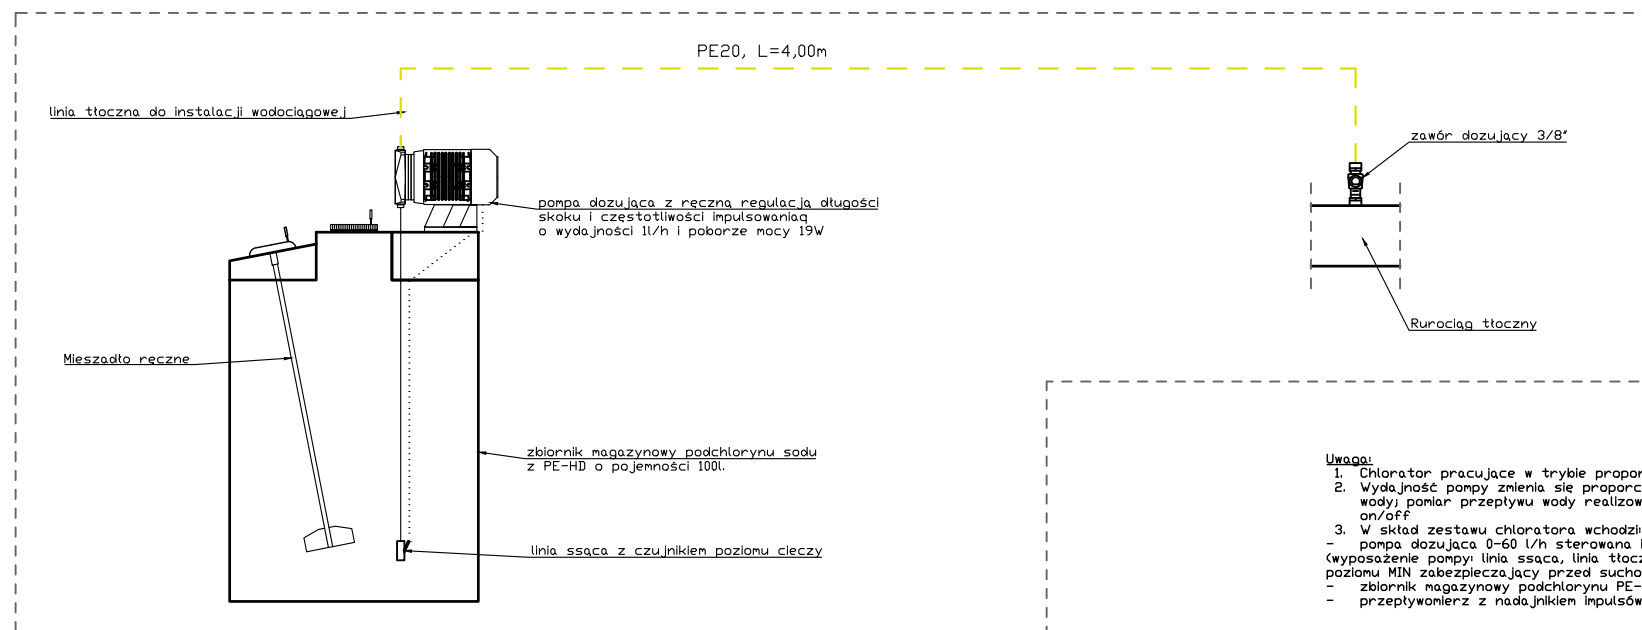 PE20, L=4,00m
linia tłoczna do instalacji wodociągowej
zawór dozujący 3/8"
pompa dozująca z ręczną regulacją długości
skoku i częstotliwości impulsowaniaq
o wydajności 1l/h i poborze mocy 19W
Rurociąg tłoczny
Mieszadło ręczne
zbiornik magazynowy podchlorynu sodu
z PE-HD o pojemności 100l.
linia ssąca z czujnikiem poziomu cieczy
Uwaga:
1. Chlorator pracujące w trybie propor
2. Wydajność pompy zmienia się proporc
wody; pomiar przepływu wody realizow
on/off
3. W skład zestawu chloratora wchodzi:
- pompa dozująca 0-60 l/h sterowana i
(wyposażenie pompy: linia ssąca, linia tłocz
poziomu MIN zabezpieczający przed sucho
- zbiornik magazynowy podchlorynu PE-
- przepływomierz z nadajnikiem impulsów